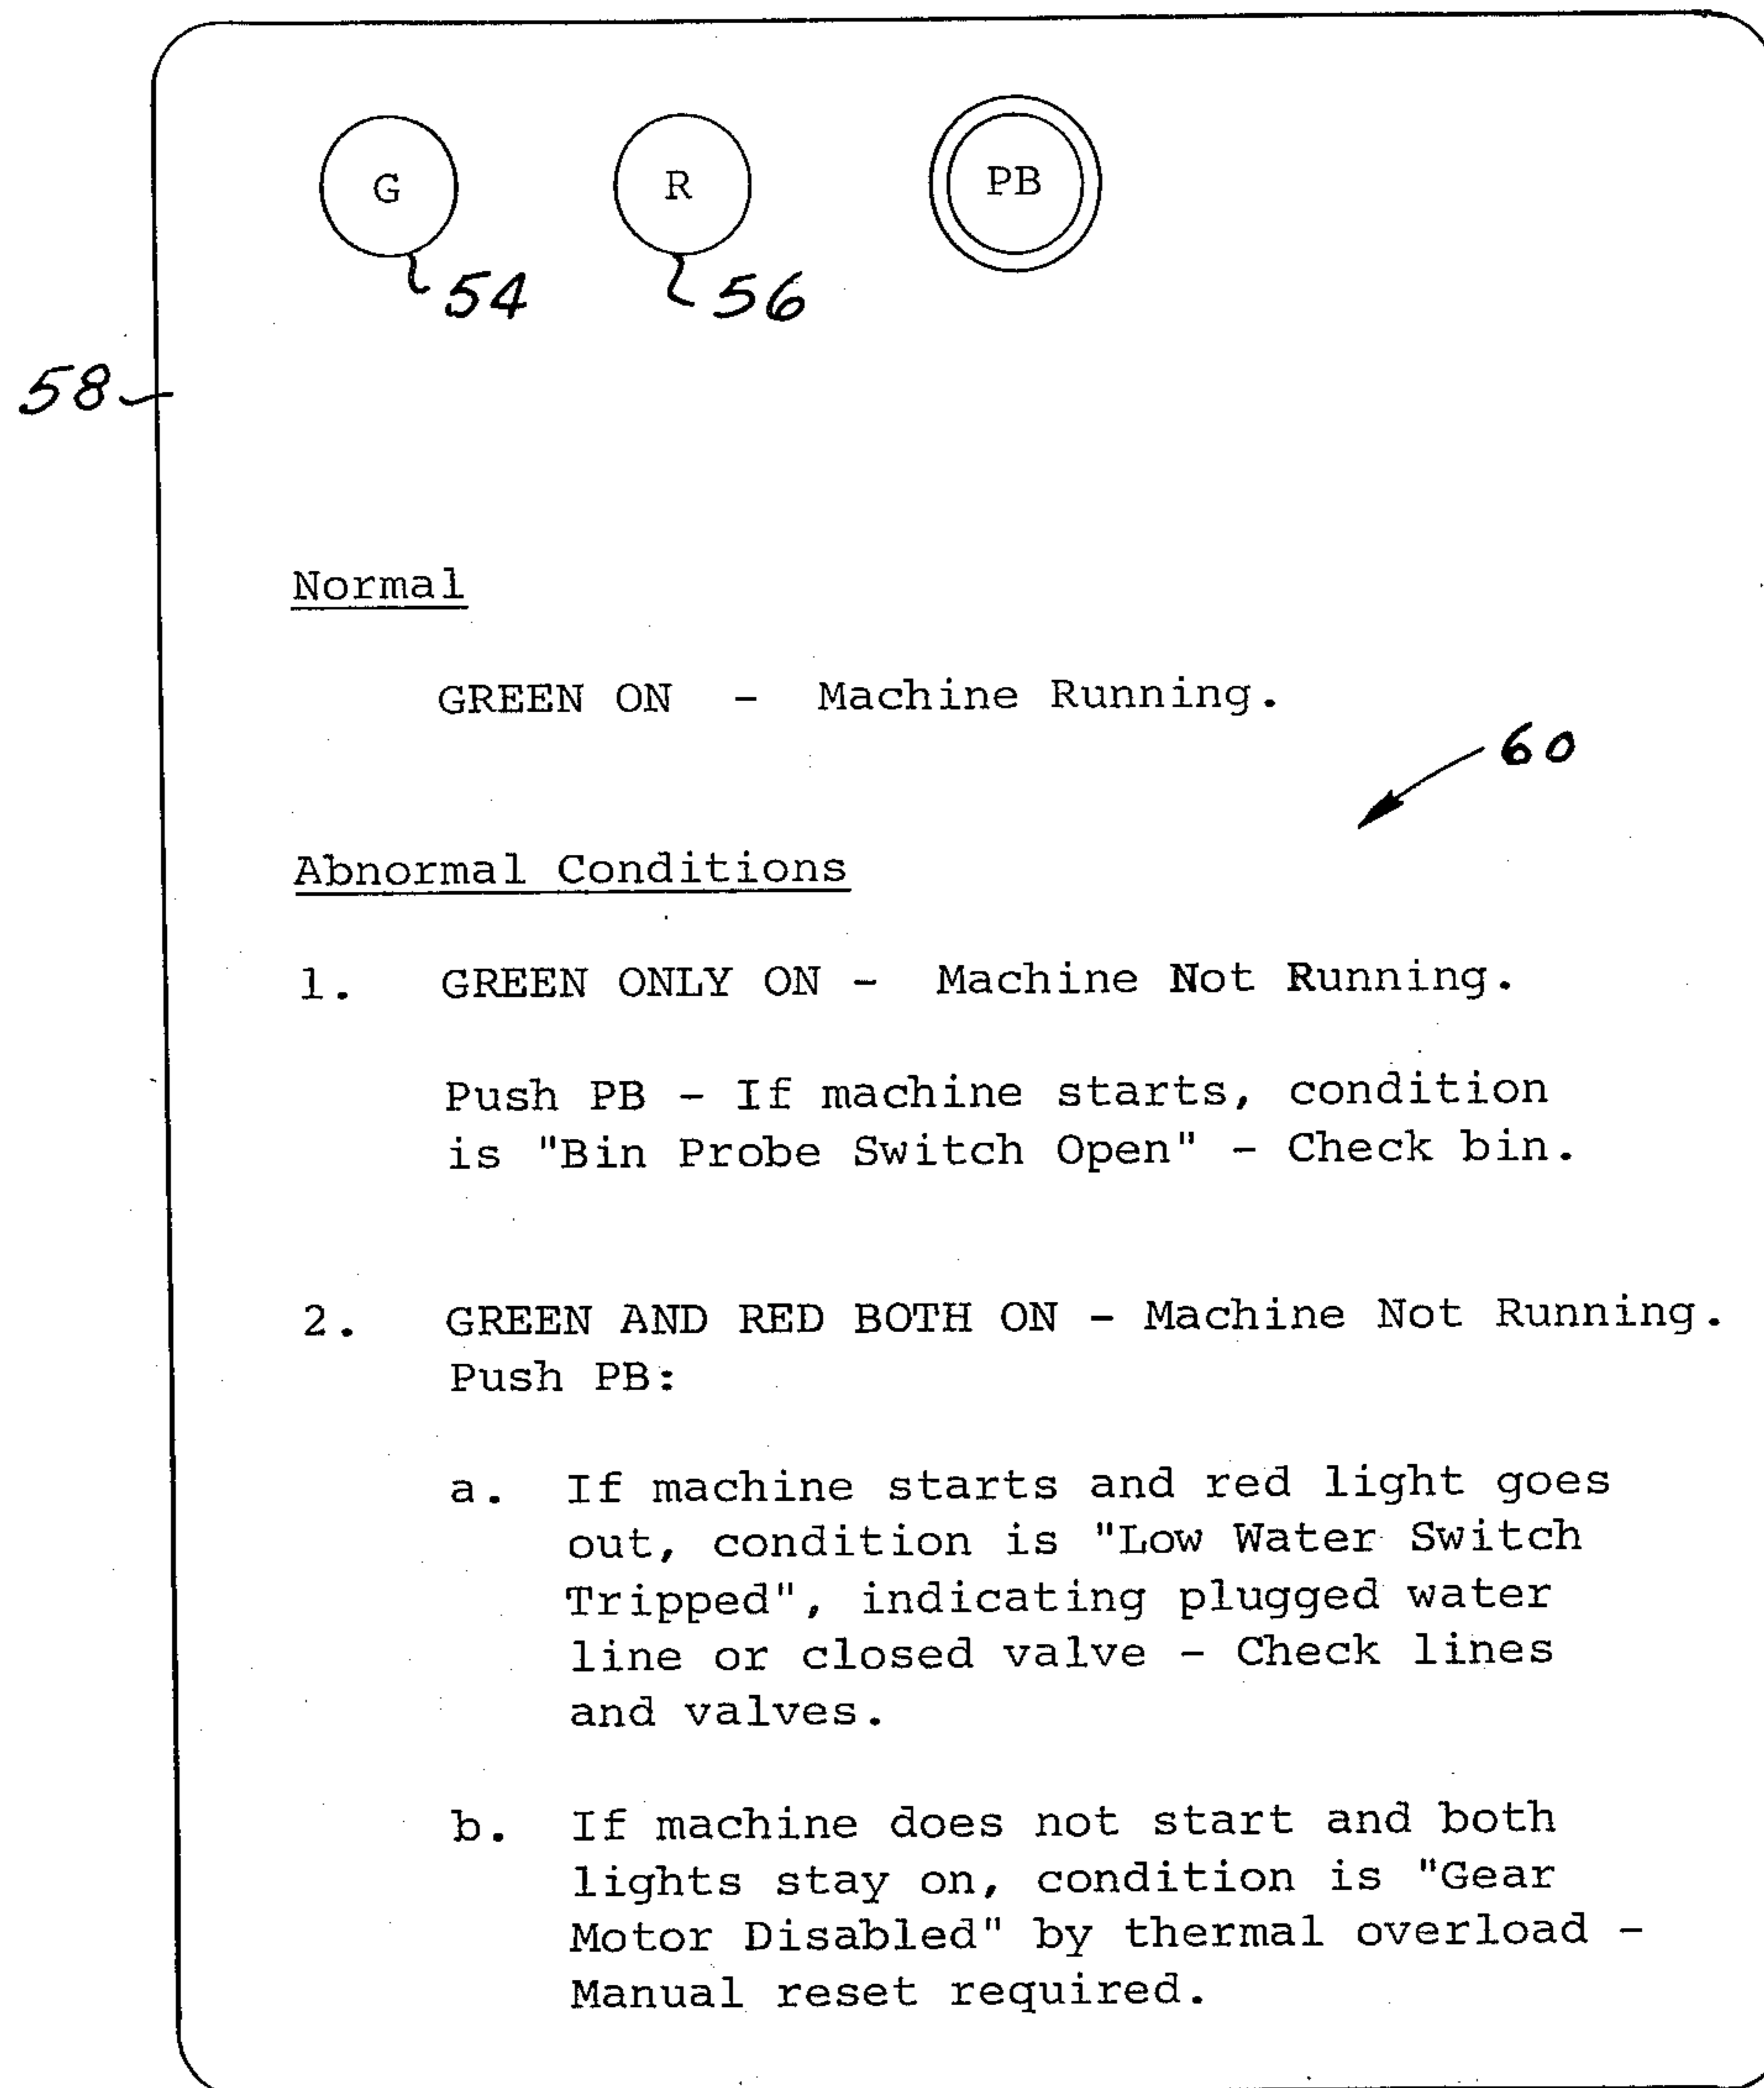 G R PB
54 56
58
Normal
GREEN ON - Machine Running.
60
Abnormal Conditions
1. GREEN ONLY ON - Machine Not Running.
Push PB - If machine starts, condition
is "Bin Probe Switch Open" - Check bin.
2. GREEN AND RED BOTH ON - Machine Not Running.
Push PB:
a. If machine starts and red light goes
out, condition is "Low Water Switch
Tripped", indicating plugged water
line or closed valve - Check lines
and valves.
b. If machine does not start and both
lights stay on, condition is "Gear
Motor Disabled" by thermal overload -
Manual reset required.